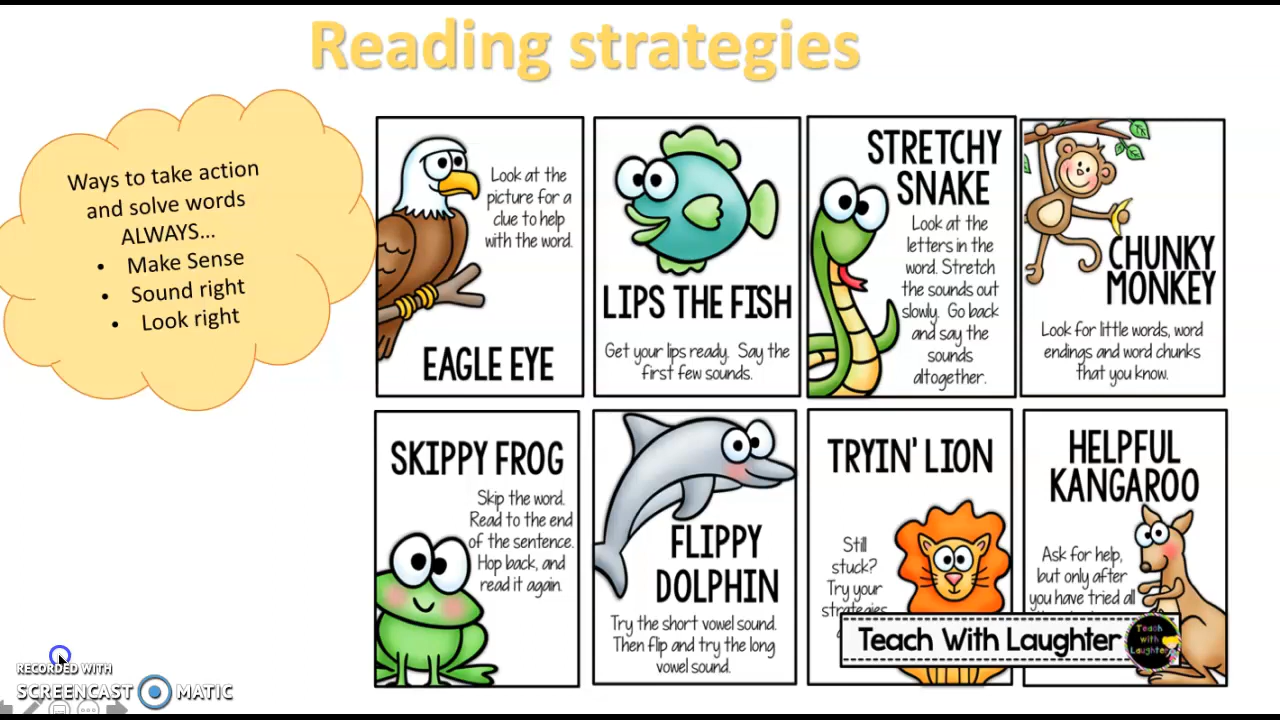 Reading strategies
Ways to take action
and solve words
ALWAYS...
• Make Sense
• Sound right
• Look right
Look at the
picture for a
clue to help
with the word.
EAGLE EYE
LIPS THE FISH
Get your lips ready. Say the
first few sounds.
STRETCHY
SNAKE
Look at the
letters in the
word. Stretch
the sounds out
slowly. Go back
and say the
sounds
altogether.
CHUNKY
MONKEY
Look for little words, word
endings and word chunks
that you know.
SKIPPY FROG
Skip the word.
Read to the end
of the sentence.
Hop back, and
read it again.
FLIPPY
DOLPHIN
Try the short vowel sound.
Then flip and try the long
vowel sound.
TRYIN' LION
Still
stuck?
Try your
strategies
HELPFUL
KANGAROO
Ask for help,
but only after
you have tried all
Teach With Laughter
Teach
with
Laughter
RECORDED WITH
SCREENCAST MATIC